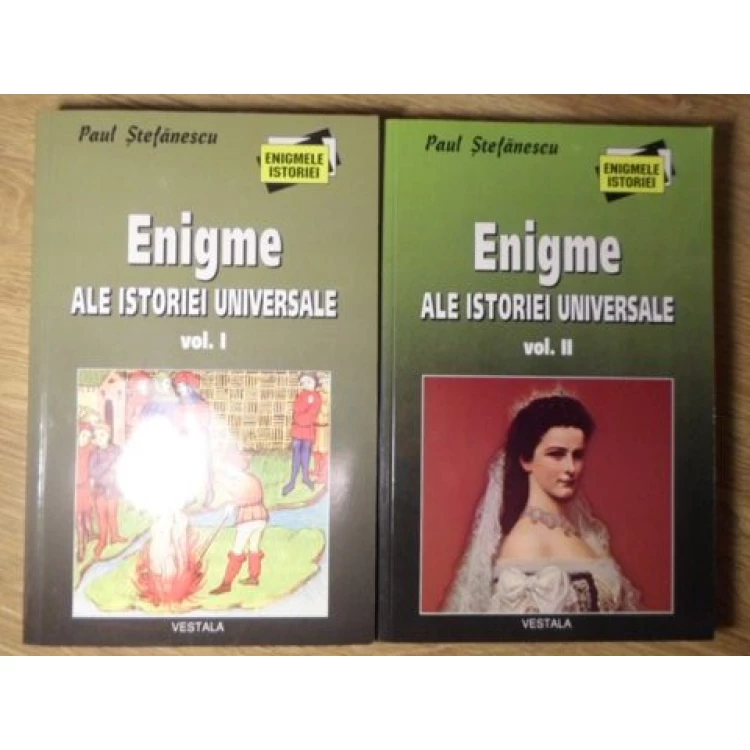 Paul Ștefănescu
ENIGMELE
ISTORIEI
Enigme
ALE ISTORIEI UNIVERSALE
vol. I
VESTALA
Paul Ștefănescu
ENIGMELE
ISTORIEI
Enigme
ALE ISTORIEI UNIVERSALE
vol. II
VESTALA